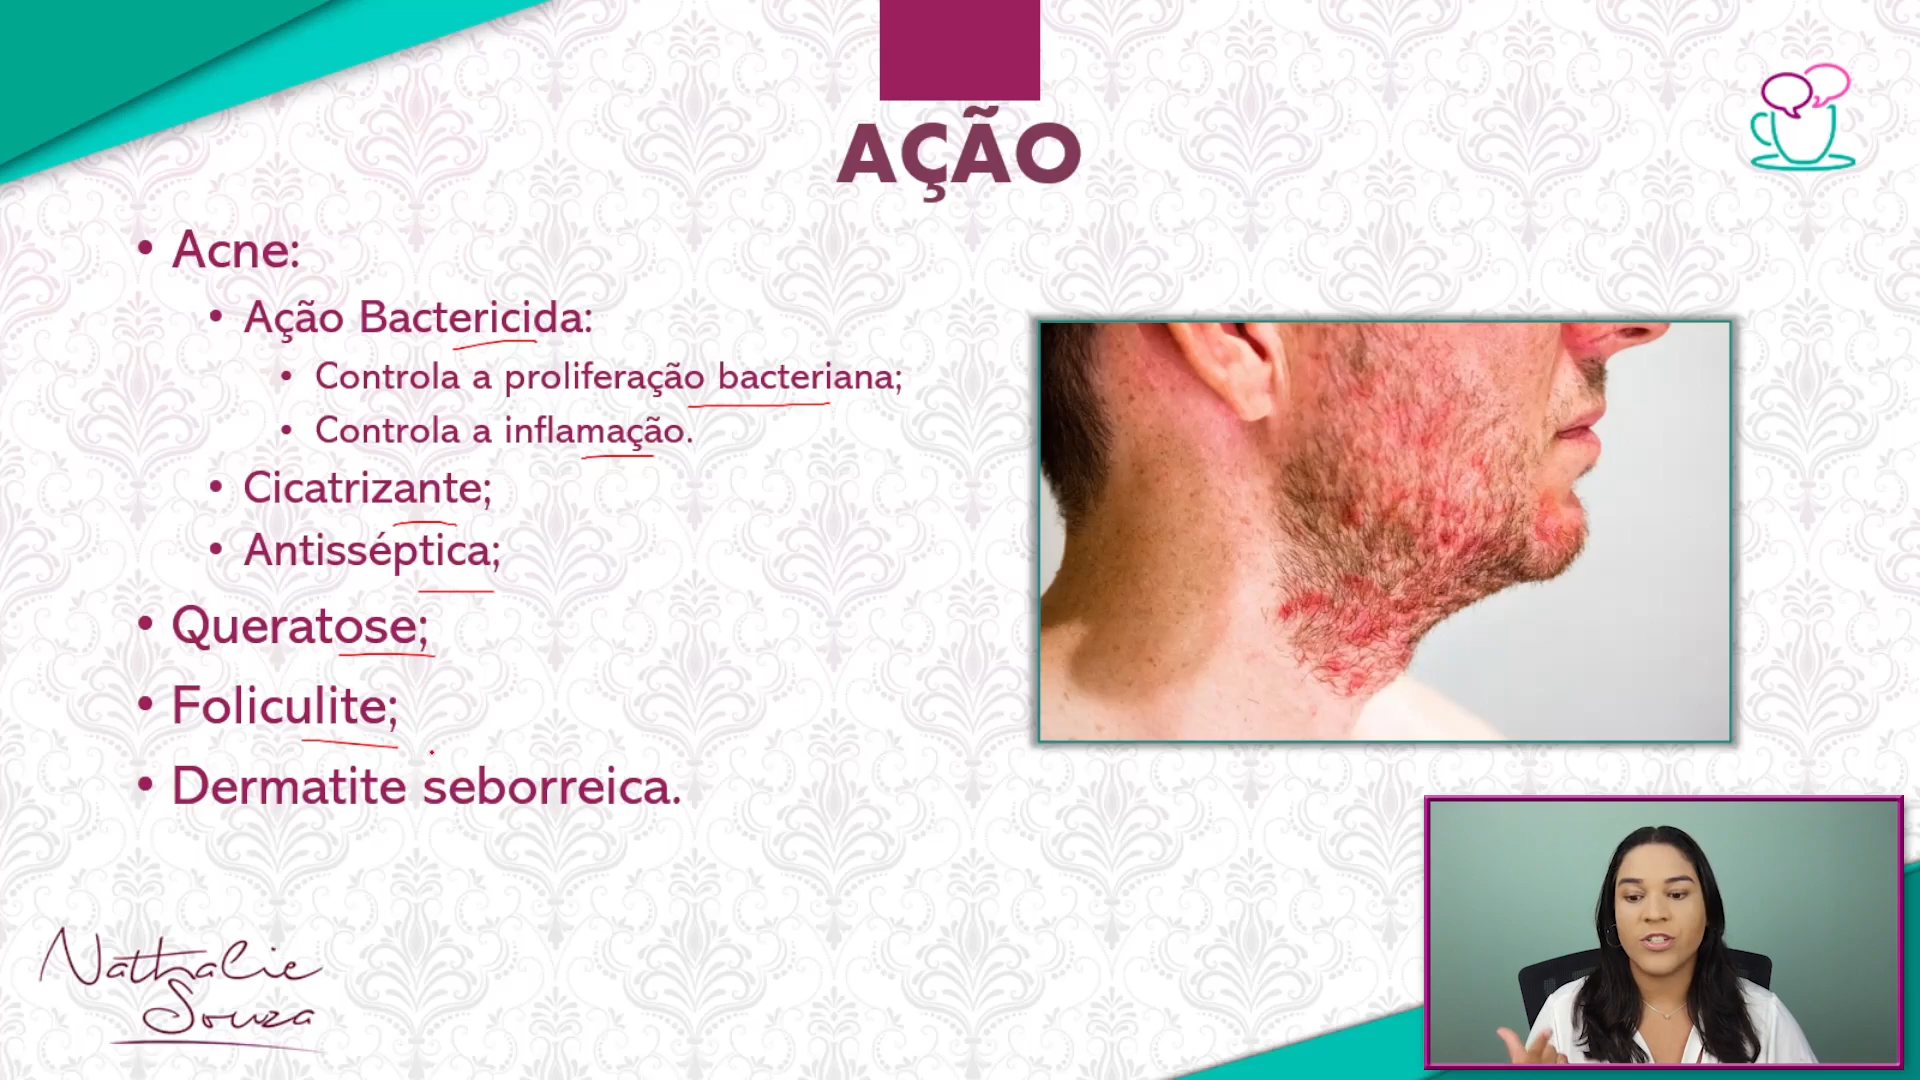 AÇÃO
• Acne:
• Ação Bactericida:
• Controla a proliferação bacteriana;
• Controla a inflamação.
• Cicatrizante;
• Antisséptica;
• Queratose;
• Foliculite;
• Dermatite seborreica.
Nathalie
Souza